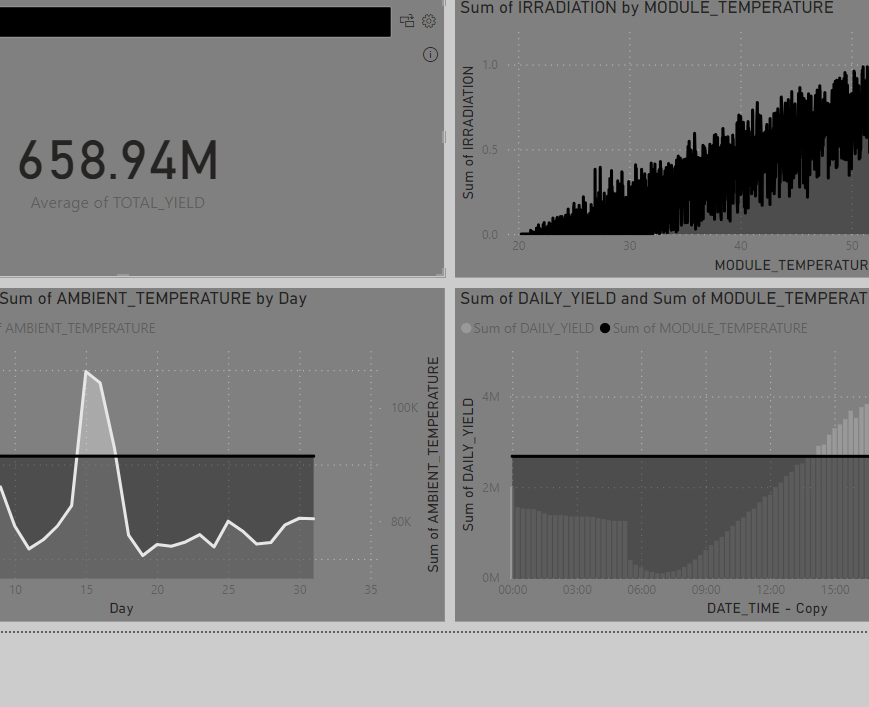 658.94M
Average of TOTAL_YIELD
Sum of IRRADIATION by MODULE_TEMPERATURE
Sum of IRRADIATION
1.0
0.5
0.0
20 30 40 50
MODULE_TEMPERATUR
Sum of AMBIENT_TEMPERATURE by Day
AMBIENT_TEMPERATURE
100K
80K
Sum of AMBIENT_TEMPERATURE
10 15 20 25 30 35
Day
Sum of DAILY_YIELD and Sum of MODULE_TEMPERAT
Sum of DAILY_YIELD Sum of MODULE_TEMPERATURE
Sum of DAILY_YIELD
4M
2M
0M
00:00 03:00 06:00 09:00 12:00 15:00
DATE_TIME - Copy